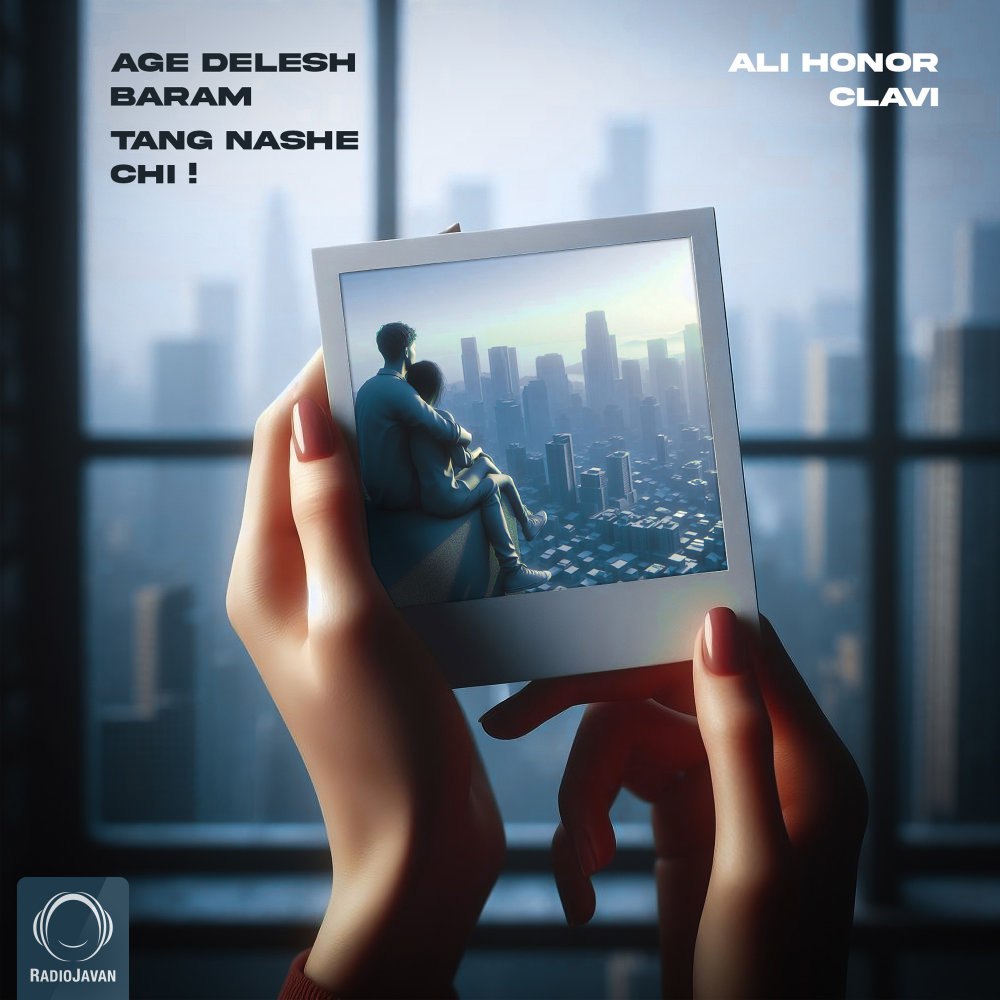 AGE DELESH
BARAM
TANG NASHE
CHI !
ALI HONOR
CLAVI
RADIOJAVAN